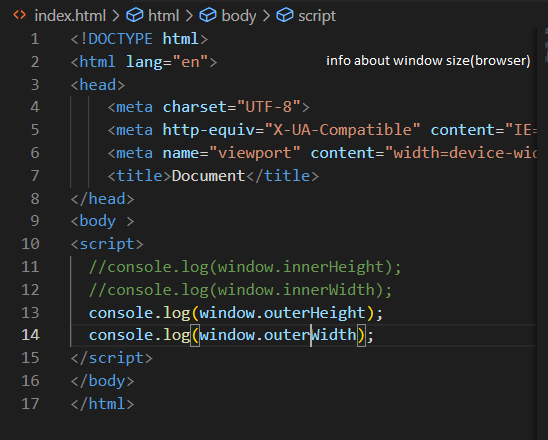 index.html > html > body > script
1 <!DOCTYPE html>
2 <html lang="en">
info about window size(browser)
3 <head>
4 <meta charset="UTF-8">
5 <meta http-equiv="X-UA-Compatible" content="IE=
6 <meta name="viewport" content="width=device-wid
7 <title>Document</title>
8 </head>
9 <body >
10 <script>
11 //console.log(window.innerHeight);
12 //console.log(window.innerWidth);
13 console.log(window.outerHeight);
14 console.log(window.outerWidth);
15 </script>
16 </body>
17 </html>